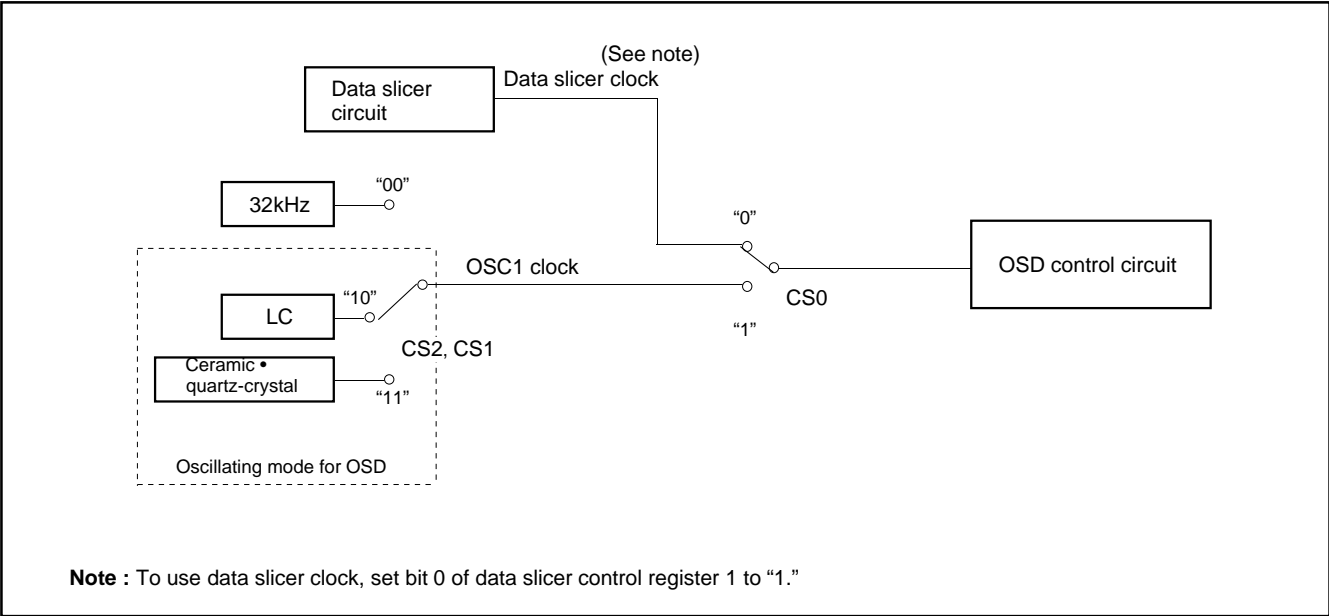 (See note)
Data slicer clock
Data slicer
circuit
“00”
32kHz
“0”
OSC1 clock
OSD control circuit
“10”
LC
CS0
“1”
CS2, CS1
Ceramic •
quartz-crystal
“11”
Oscillating mode for OSD
Note : To use data slicer clock, set bit 0 of data slicer control register 1 to “1.”